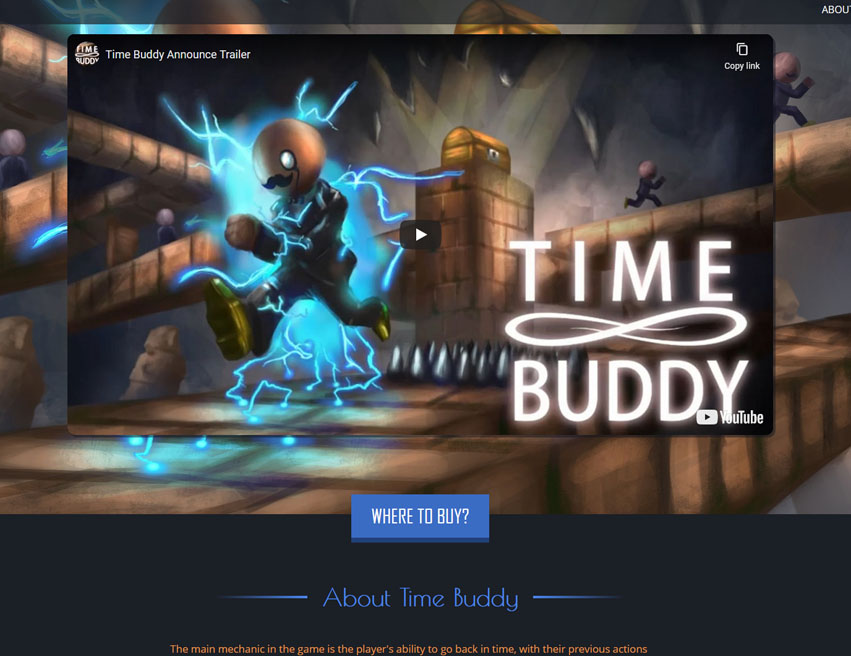 ABOUT
TIME
BUDDY
Time Buddy Announce Trailer
Copy link
TIME
BUDDY
YouTube
WHERE TO BUY?
About Time Buddy
The main mechanic in the game is the player's ability to go back in time, with their previous actions